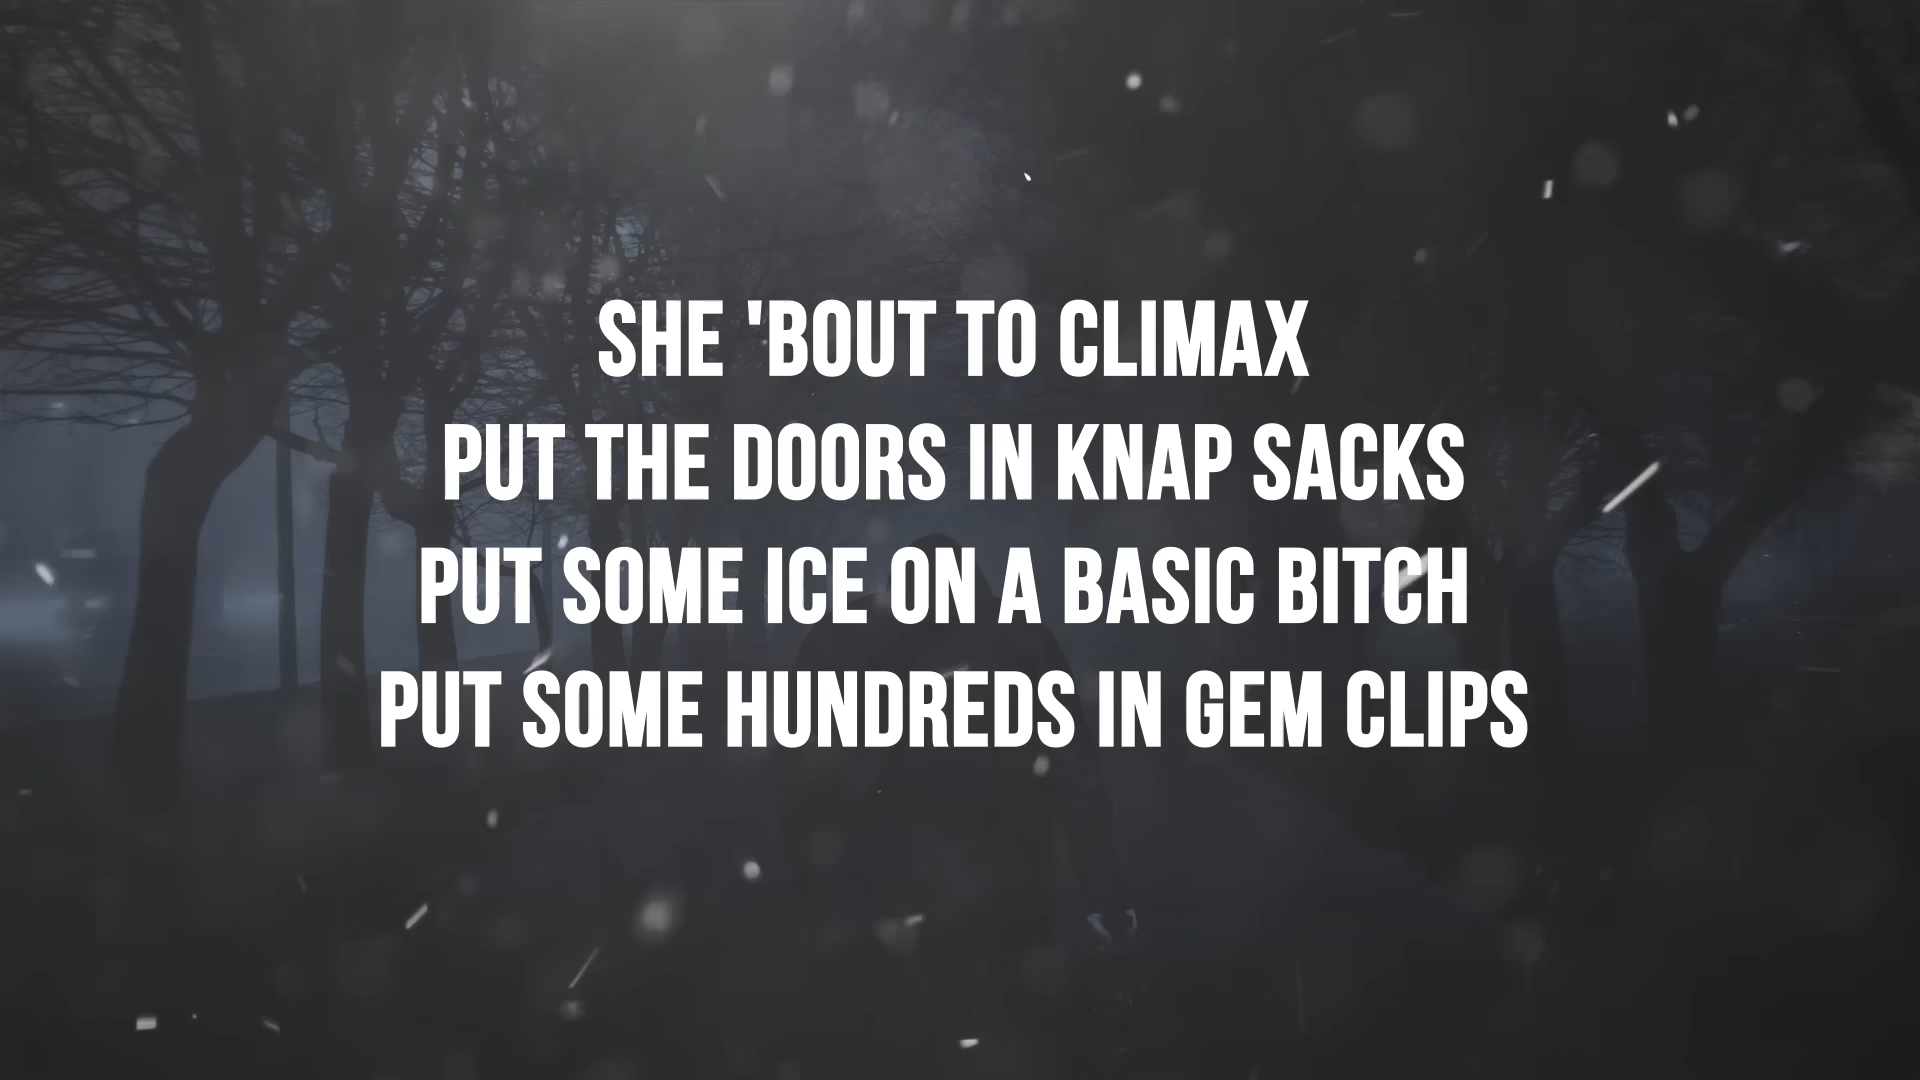 SHE 'BOUT TO CLIMAX
PUT THE DOORS IN KNAP SACKS
PUT SOME ICE ON A BASIC BITCH
PUT SOME HUNDREDS IN GEM CLIPS